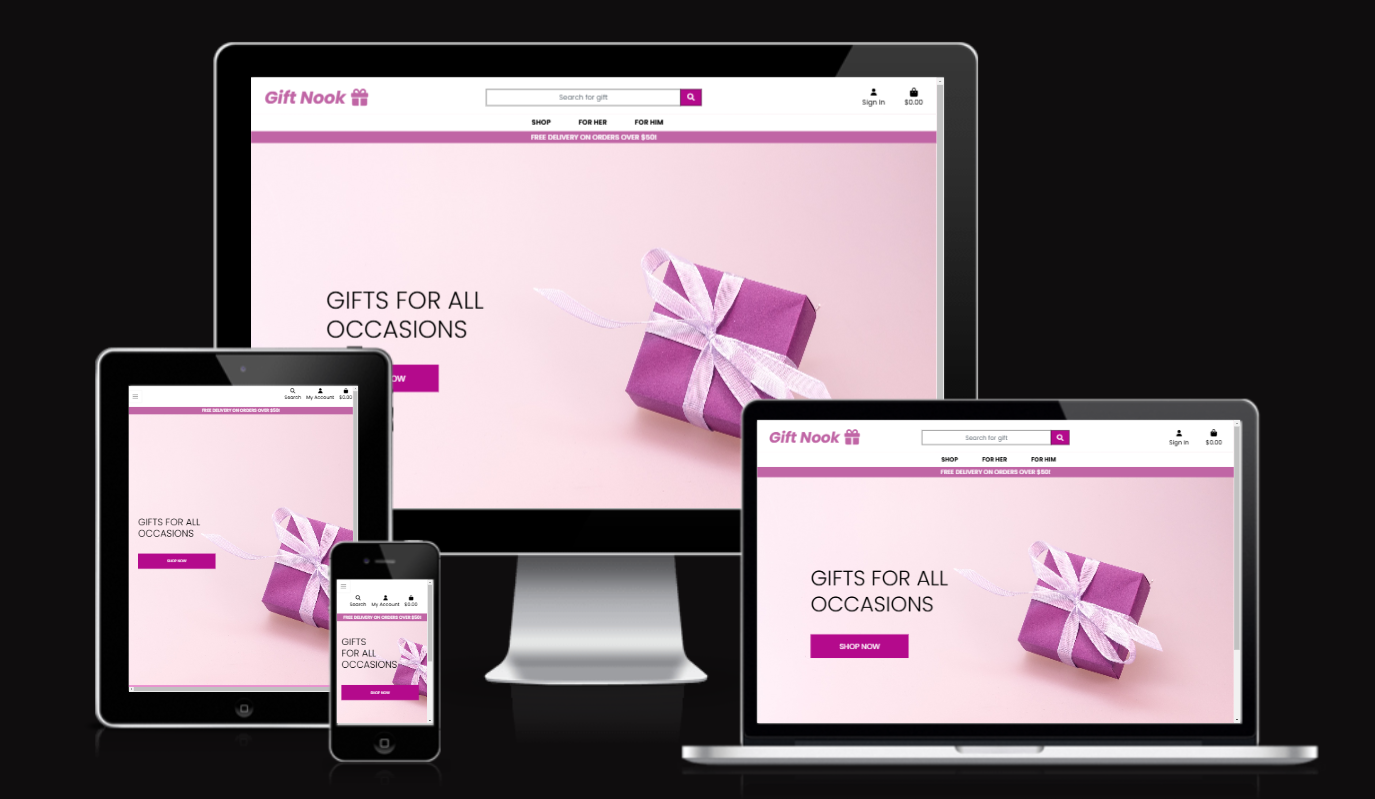 Gift Nook
Search for gift
Sign In
$0.00
SHOP
FOR HER
FOR HIM
FREE DELIVERY ON ORDERS OVER $50!
GIFTS FOR ALL
OCCASIONS
OW
Search
My Account
$0.00
FREE DELIVERY ON ORDERS OVER $50!
GIFTS FOR ALL
OCCASIONS
SHOP NOW
Search
My Account
$0.00
FREE DELIVERY ON ORDERS OVER $50!
GIFTS
FOR ALL
OCCASIONS
SHOP NOW
Gift Nook
Search for gift
Sign In
$0.00
SHOP
FOR HER
FOR HIM
FREE DELIVERY ON ORDERS OVER $50!
GIFTS FOR ALL
OCCASIONS
SHOP NOW